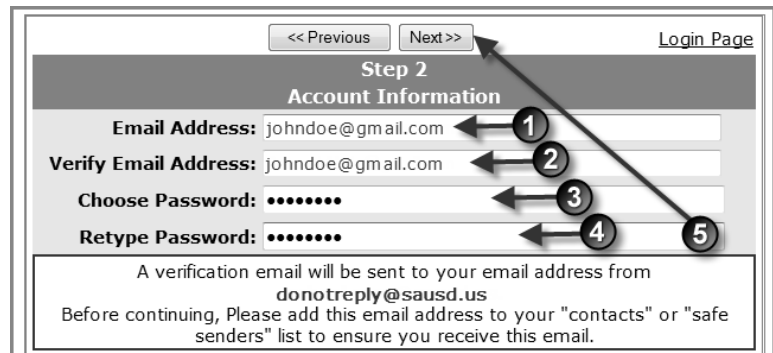 << Previous Next >> Login Page
Step 2
Account Information
Email Address: johndoe@gmail.com 1
Verify Email Address: johndoe@gmail.com 2
Choose Password: •••••••• 3
Retype Password: •••••••• 4 5
A verification email will be sent to your email address from
donotreply@sausd.us
Before continuing, Please add this email address to your "contacts" or "safe
senders" list to ensure you receive this email.